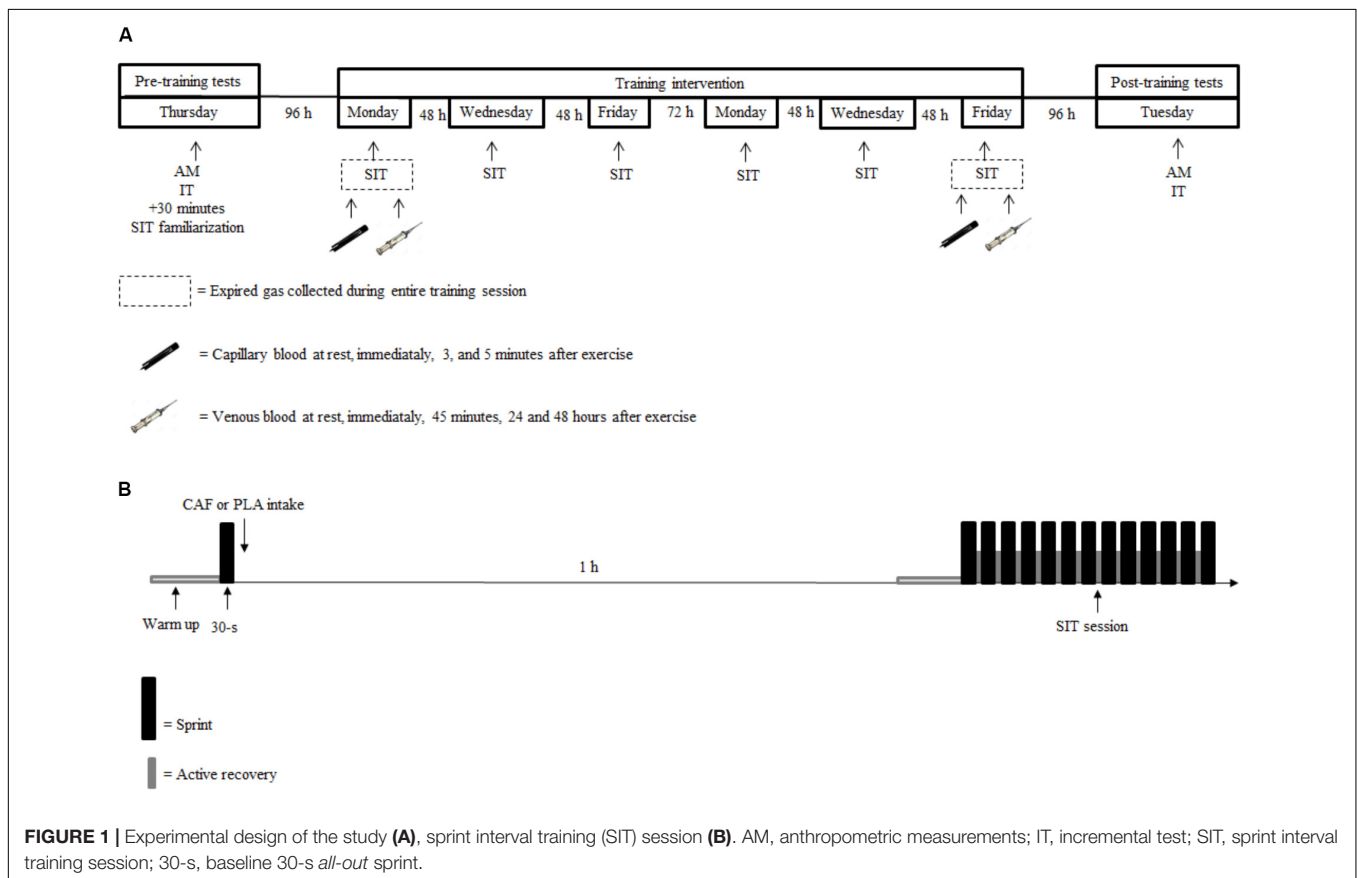 A
Pre-training tests Training intervention Post-training tests
Thursday 96 h Monday 48 h Wednesday 48 h Friday 72 h Monday 48 h Wednesday 48 h Friday 96 h Tuesday
AM SIT SIT SIT SIT SIT SIT AM
IT IT
+30 minutes
SIT familiarization
= Expired gas collected during entire training session
= Capillary blood at rest, immediataly, 3, and 5 minutes after exercise
= Venous blood at rest, immediataly, 45 minutes, 24 and 48 hours after exercise
B
CAF or PLA intake
1 h
Warm up 30-s SIT session
= Sprint
= Active recovery
FIGURE 1 | Experimental design of the study (A), sprint interval training (SIT) session (B). AM, anthropometric measurements; IT, incremental test; SIT, sprint interval
training session; 30-s, baseline 30-s all-out sprint.